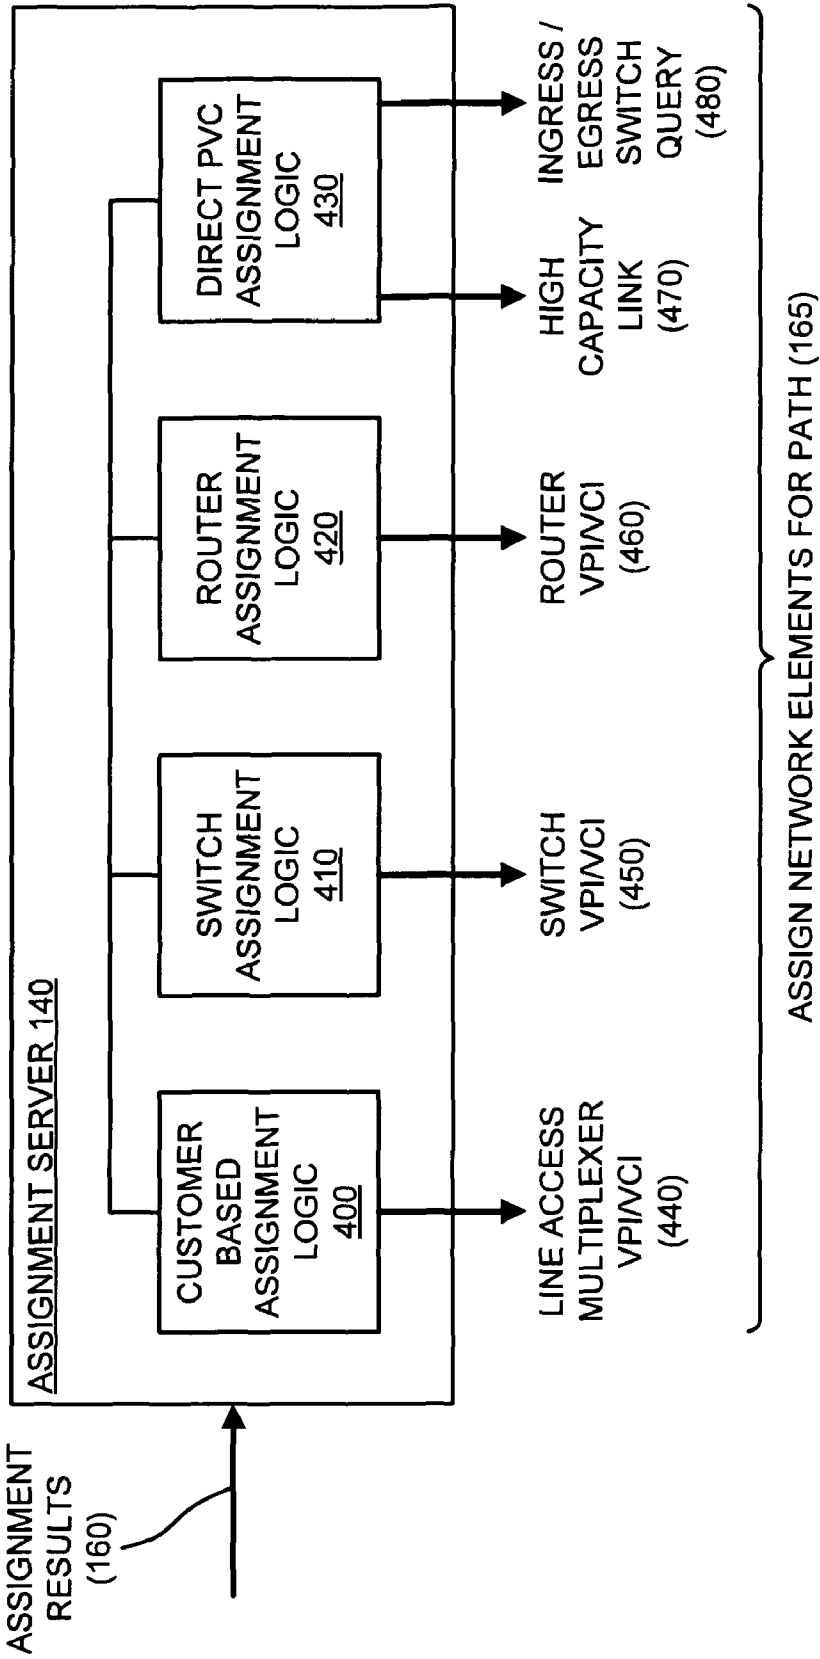 ASSIGNMENT
RESULTS
(160)
ASSIGNMENT SERVER 140
CUSTOMER
BASED
ASSIGNMENT
LOGIC
400
SWITCH
ASSIGNMENT
LOGIC
410
ROUTER
ASSIGNMENT
LOGIC
420
DIRECT PVC
ASSIGNMENT
LOGIC
430
LINE ACCESS
MULTIPLEXER
VPI/VCI
(440)
SWITCH
VPI/VCI
(450)
ROUTER
VPI/VCI
(460)
HIGH
CAPACITY
LINK
(470)
INGRESS /
EGRESS
SWITCH
QUERY
(480)
ASSIGN NETWORK ELEMENTS FOR PATH (165)